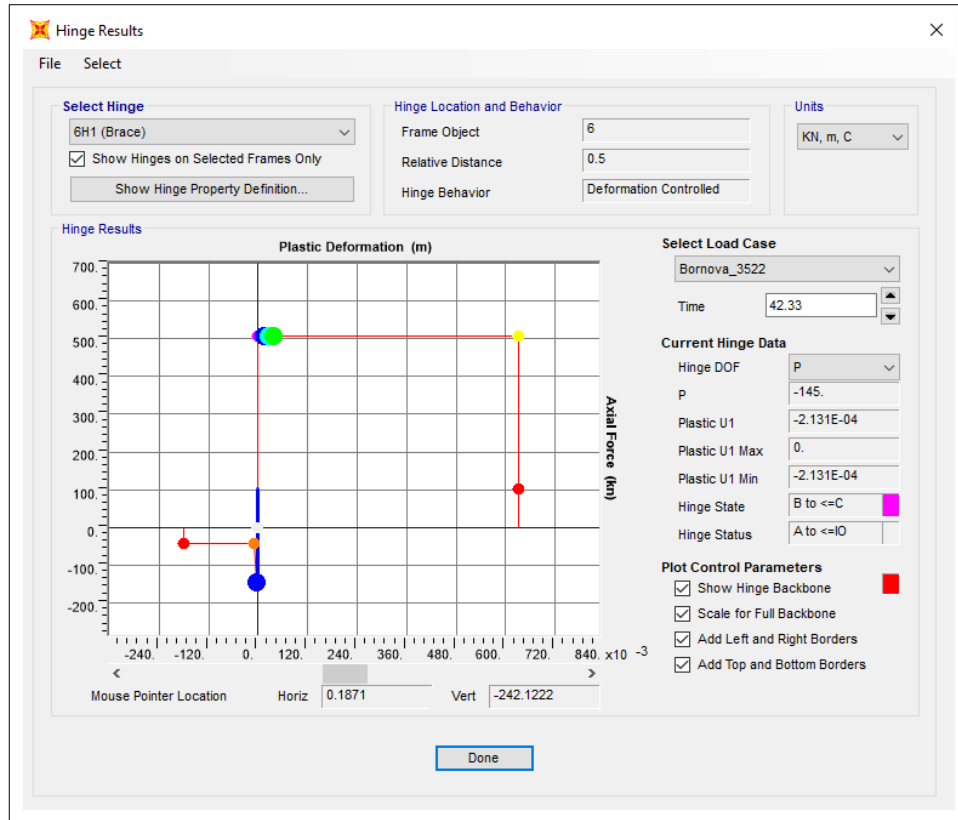 Hinge Results
File Select
Select Hinge
6H1 (Brace)
Show Hinges on Selected Frames Only
Show Hinge Property Definition...
Hinge Location and Behavior
Frame Object 6
Relative Distance 0.5
Hinge Behavior Deformation Controlled
Units
KN, m, C
Hinge Results
Plastic Deformation (m)
700.
600.
500.
400.
300.
200.
100.
0.
-100.
-200.
Axial Force (kn)
-240. -120. 0. 120. 240. 360. 480. 600. 720. 840. x10 -3
< >
Mouse Pointer Location Horiz 0.1871 Vert -242.1222
Select Load Case
Bornova_3522
Time 42.33
Current Hinge Data
Hinge DOF P
P -145.
Plastic U1 -2.131E-04
Plastic U1 Max 0.
Plastic U1 Min -2.131E-04
Hinge State B to <=C
Hinge Status A to <=IO
Plot Control Parameters
Show Hinge Backbone
Scale for Full Backbone
Add Left and Right Borders
Add Top and Bottom Borders
Done